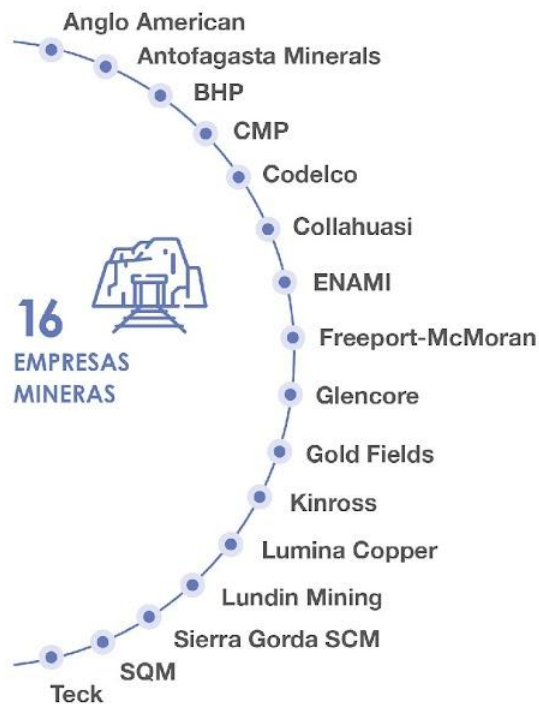 Anglo American
Antofagasta Minerals
BHP
CMP
Codelco
Collahuasi
ENAMI
Freeport-McMoran
Glencore
Gold Fields
Kinross
Lumina Copper
Lundin Mining
Sierra Gorda SCM
SQM
Teck
16
EMPRESAS
MINERAS